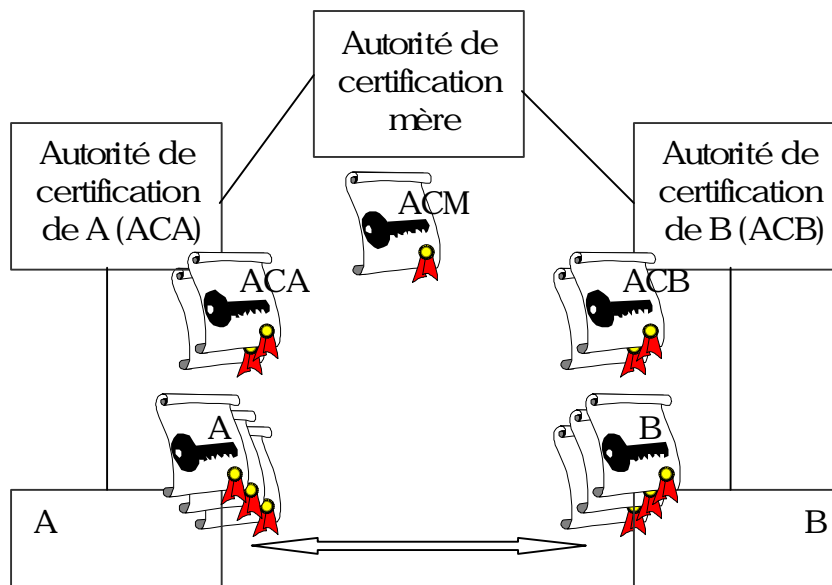 Autorité de
certification
mère
Autorité de
certification
de A (ACA)
Autorité de
certification
de B (ACB)
ACM
ACA
ACB
A
B
A
B